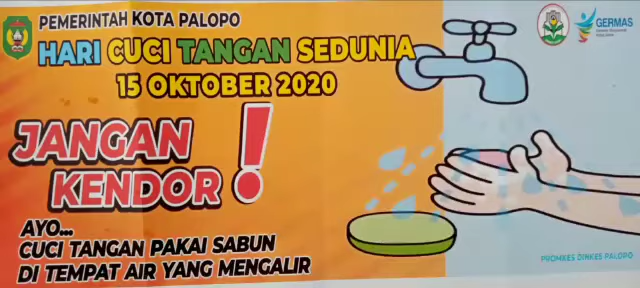 PEMERINTAH KOTA PALOPO
HARI CUCI TANGAN SEDUNIA
15 OKTOBER 2020
JANGAN
KENDOR!
AYO...
CUCI TANGAN PAKAI SABUN
DI TEMPAT AIR YANG MENGALIR
GERMAS
PROMKES DINKES PALOPO